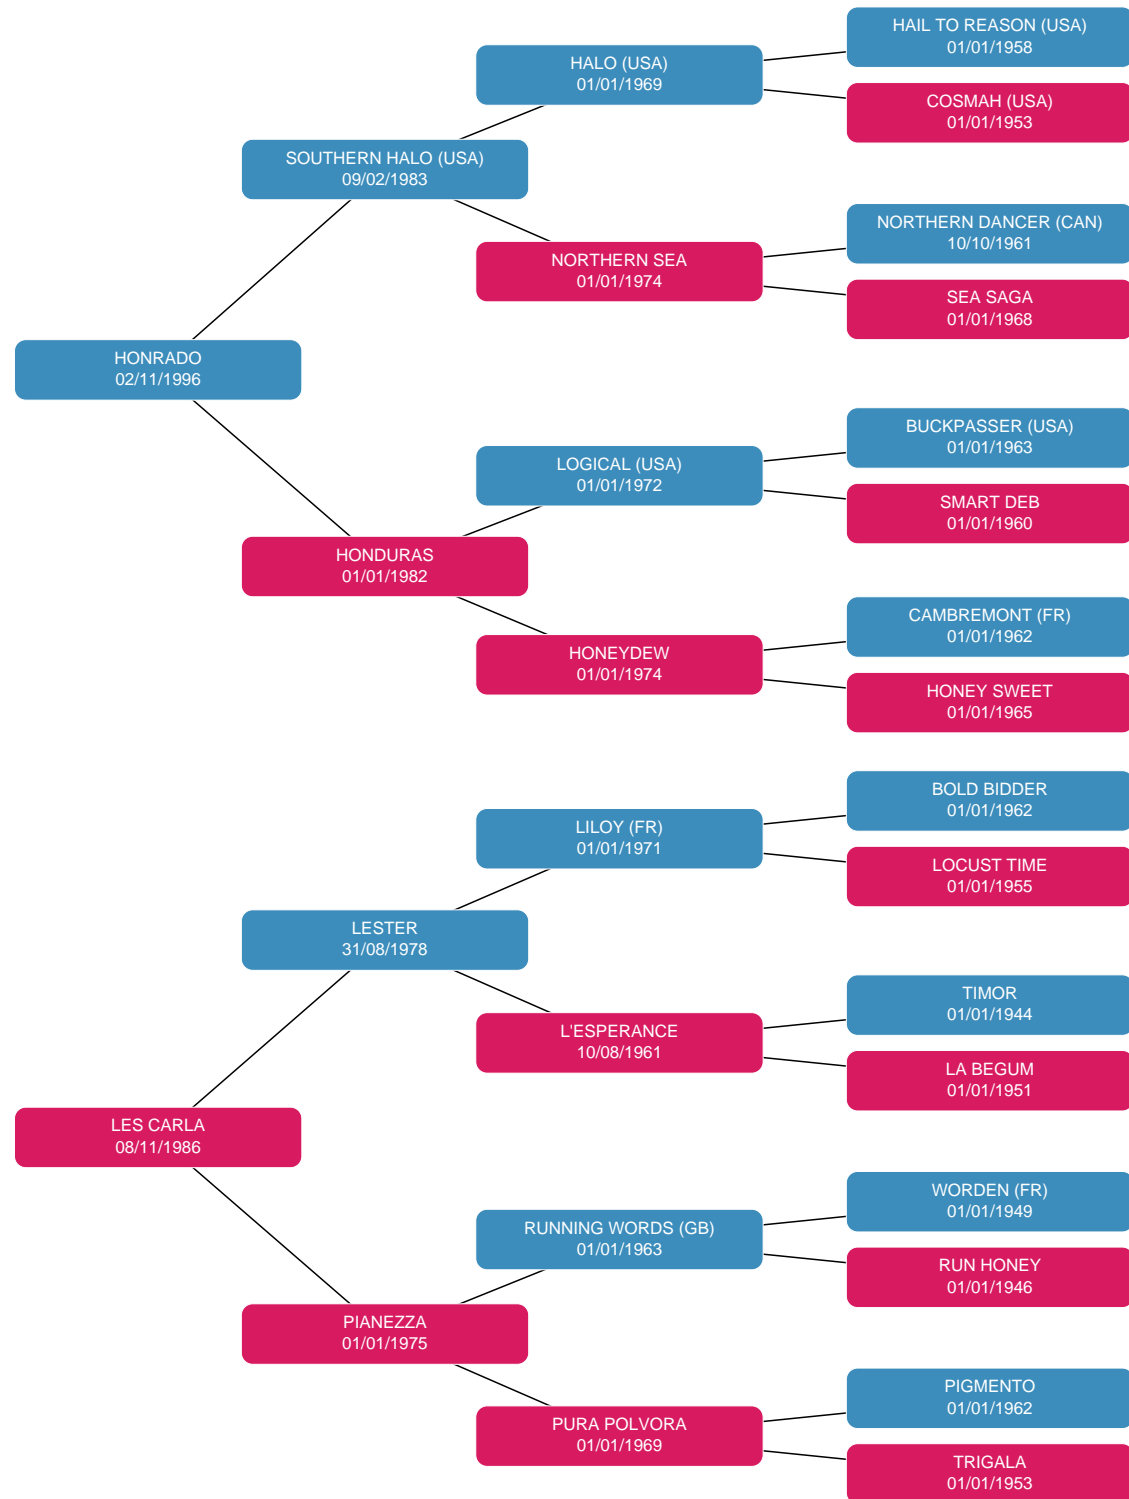 HAIL TO REASON (USA)
01/01/1958
HALO (USA)
01/01/1969
COSMAH (USA)
01/01/1953
SOUTHERN HALO (USA)
09/02/1983
NORTHERN DANCER (CAN)
10/10/1961
NORTHERN SEA
01/01/1974
SEA SAGA
01/01/1968
HONRADO
02/11/1996
BUCKPASSER (USA)
01/01/1963
LOGICAL (USA)
01/01/1972
SMART DEB
01/01/1960
HONDURAS
01/01/1982
CAMBREMONT (FR)
01/01/1962
HONEYDEW
01/01/1974
HONEY SWEET
01/01/1965
BOLD BIDDER
01/01/1962
LILOY (FR)
01/01/1971
LOCUST TIME
01/01/1955
LESTER
31/08/1978
TIMOR
01/01/1944
L'ESPERANCE
10/08/1961
LA BEGUM
01/01/1951
LES CARLA
08/11/1986
WORDEN (FR)
01/01/1949
RUNNING WORDS (GB)
01/01/1963
RUN HONEY
01/01/1946
PIANEZZA
01/01/1975
PIGMENTO
01/01/1962
PURA POLVORA
01/01/1969
TRIGALA
01/01/1953